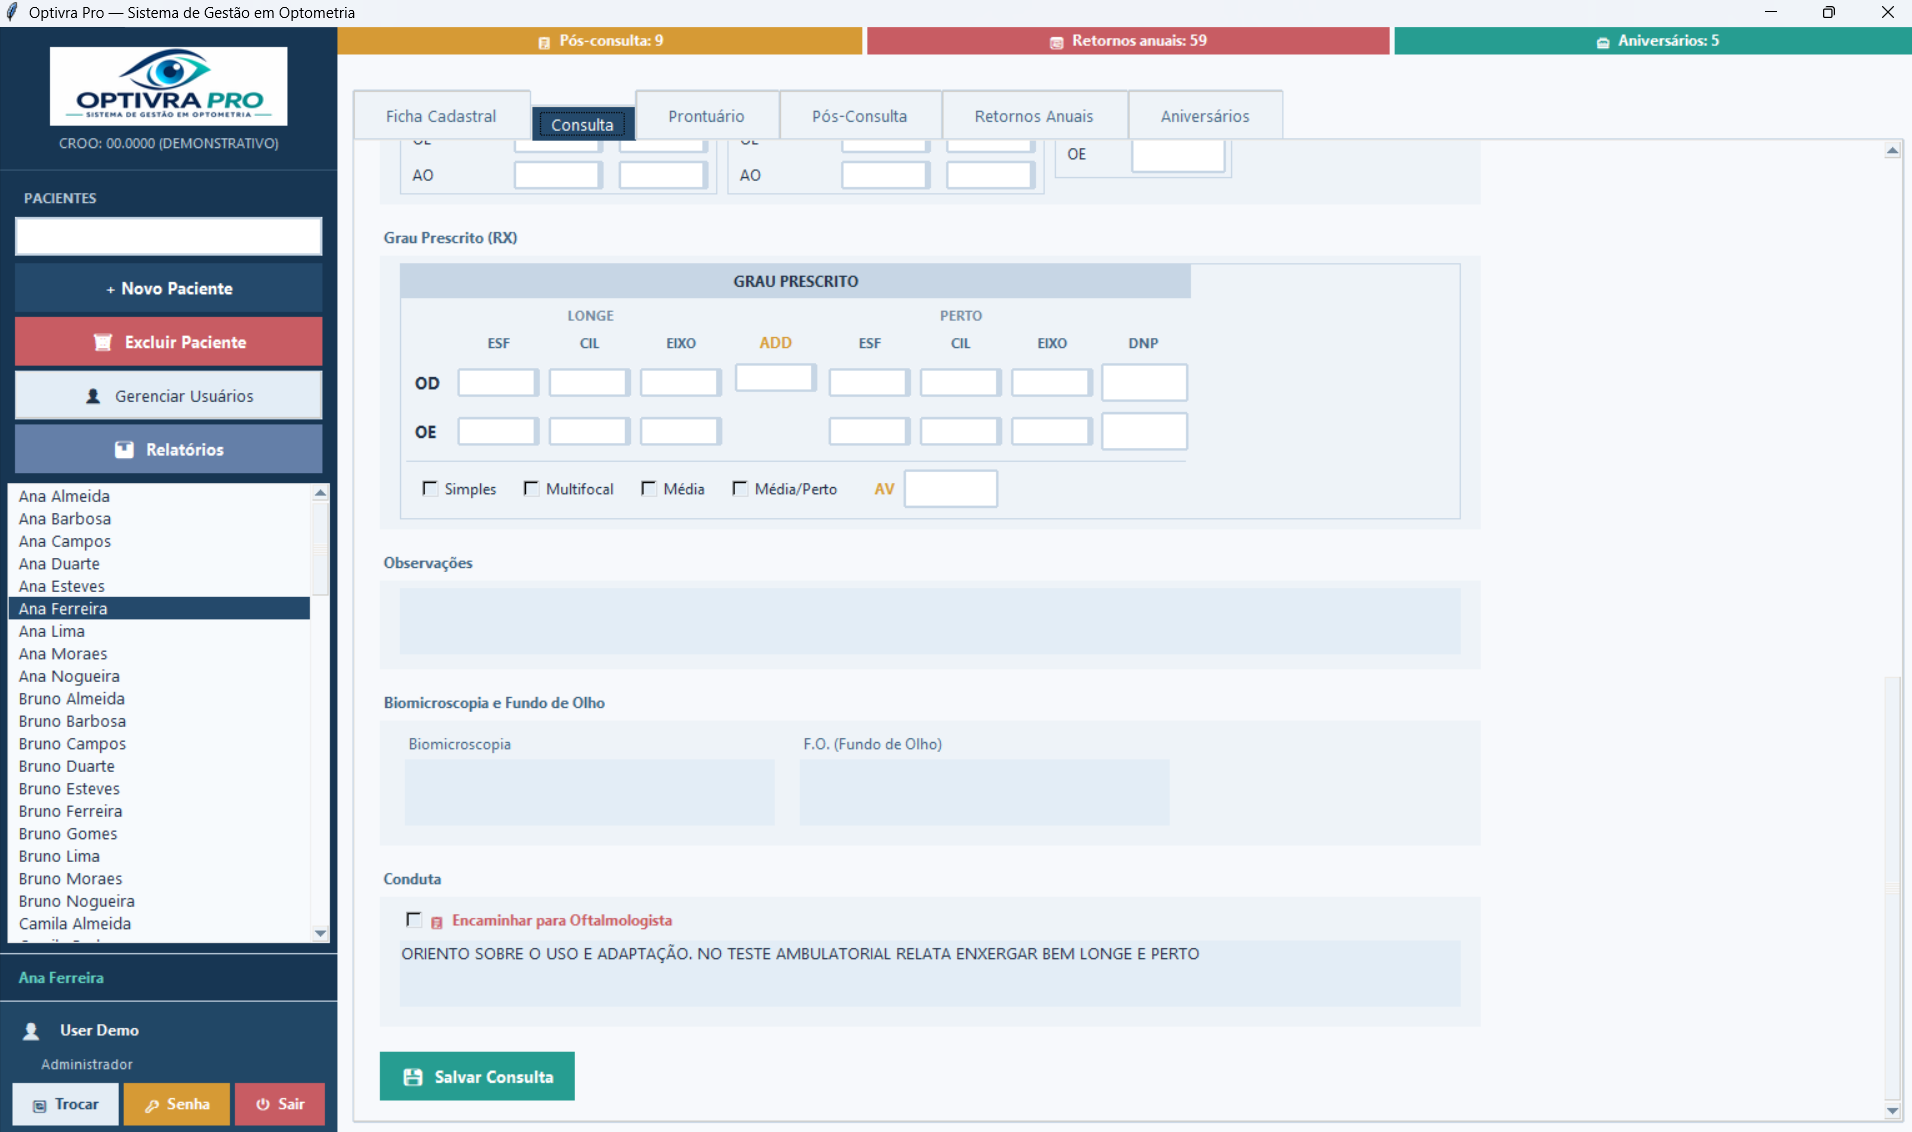 Optivra Pro — Sistema de Gestão em Optometria
Pós-consulta: 9
Retornos anuais: 59
Aniversários: 5
OPTIVRA PRO
SISTEMA DE GESTÃO EM OPTOMETRIA
CROO: 00.0000 (DEMONSTRATIVO)
PACIENTES
+ Novo Paciente
Excluir Paciente
Gerenciar Usuários
Relatórios
Ana Almeida
Ana Barbosa
Ana Campos
Ana Duarte
Ana Esteves
Ana Ferreira
Ana Lima
Ana Moraes
Ana Nogueira
Bruno Almeida
Bruno Barbosa
Bruno Campos
Bruno Duarte
Bruno Esteves
Bruno Ferreira
Bruno Gomes
Bruno Lima
Bruno Moraes
Bruno Nogueira
Camila Almeida
Ana Ferreira
User Demo
Administrador
Trocar
Senha
Sair
Ficha Cadastral
Consulta
Prontuário
Pós-Consulta
Retornos Anuais
Aniversários
OE
AO
AO
Grau Prescrito (RX)
GRAU PRESCRITO
LONGE PERTO
ESF CIL EIXO ADD ESF CIL EIXO DNP
OD
OE
Simples Multifocal Média Média/Perto AV
Observações
Biomicroscopia e Fundo de Olho
Biomicroscopia F.O. (Fundo de Olho)
Conduta
Encaminhar para Oftalmologista
ORIENTO SOBRE O USO E ADAPTAÇÃO. NO TESTE AMBULATORIAL RELATA ENXERGAR BEM LONGE E PERTO
Salvar Consulta